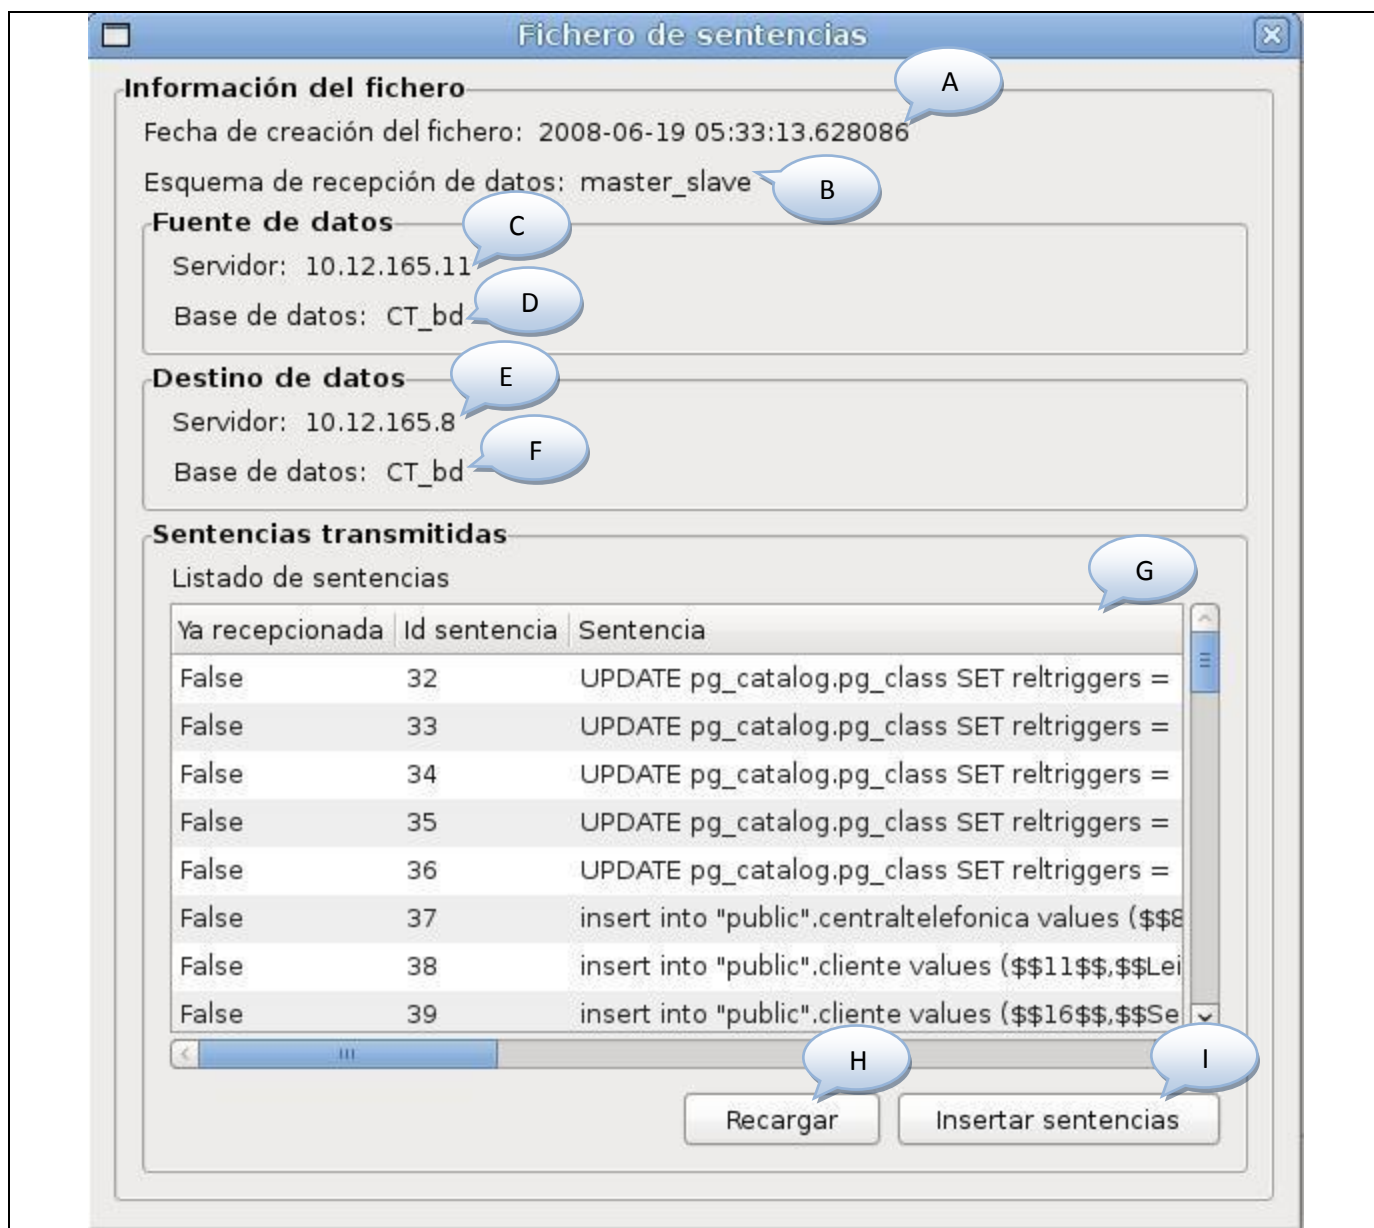 Fichero de sentencias
A
Información del fichero
Fecha de creación del fichero: 2008-06-19 05:33:13.628086
Esquema de recepción de datos: master_slave
B
Fuente de datos
C
Servidor: 10.12.165.11
Base de datos: CT_bd
D
Destino de datos
E
Servidor: 10.12.165.8
Base de datos: CT_bd
F
Sentencias transmitidas
Listado de sentencias
G
Ya recepcionada Id sentencia Sentencia
False 32 UPDATE pg_catalog.pg_class SET reltriggers =
False 33 UPDATE pg_catalog.pg_class SET reltriggers =
False 34 UPDATE pg_catalog.pg_class SET reltriggers =
False 35 UPDATE pg_catalog.pg_class SET reltriggers =
False 36 UPDATE pg_catalog.pg_class SET reltriggers =
False 37 insert into "public".centraltelefonica values ($$8
False 38 insert into "public".cliente values ($$11$$,$$Lei
False 39 insert into "public".cliente values ($$16$$,$$Se
H
I
Recargar Insertar sentencias